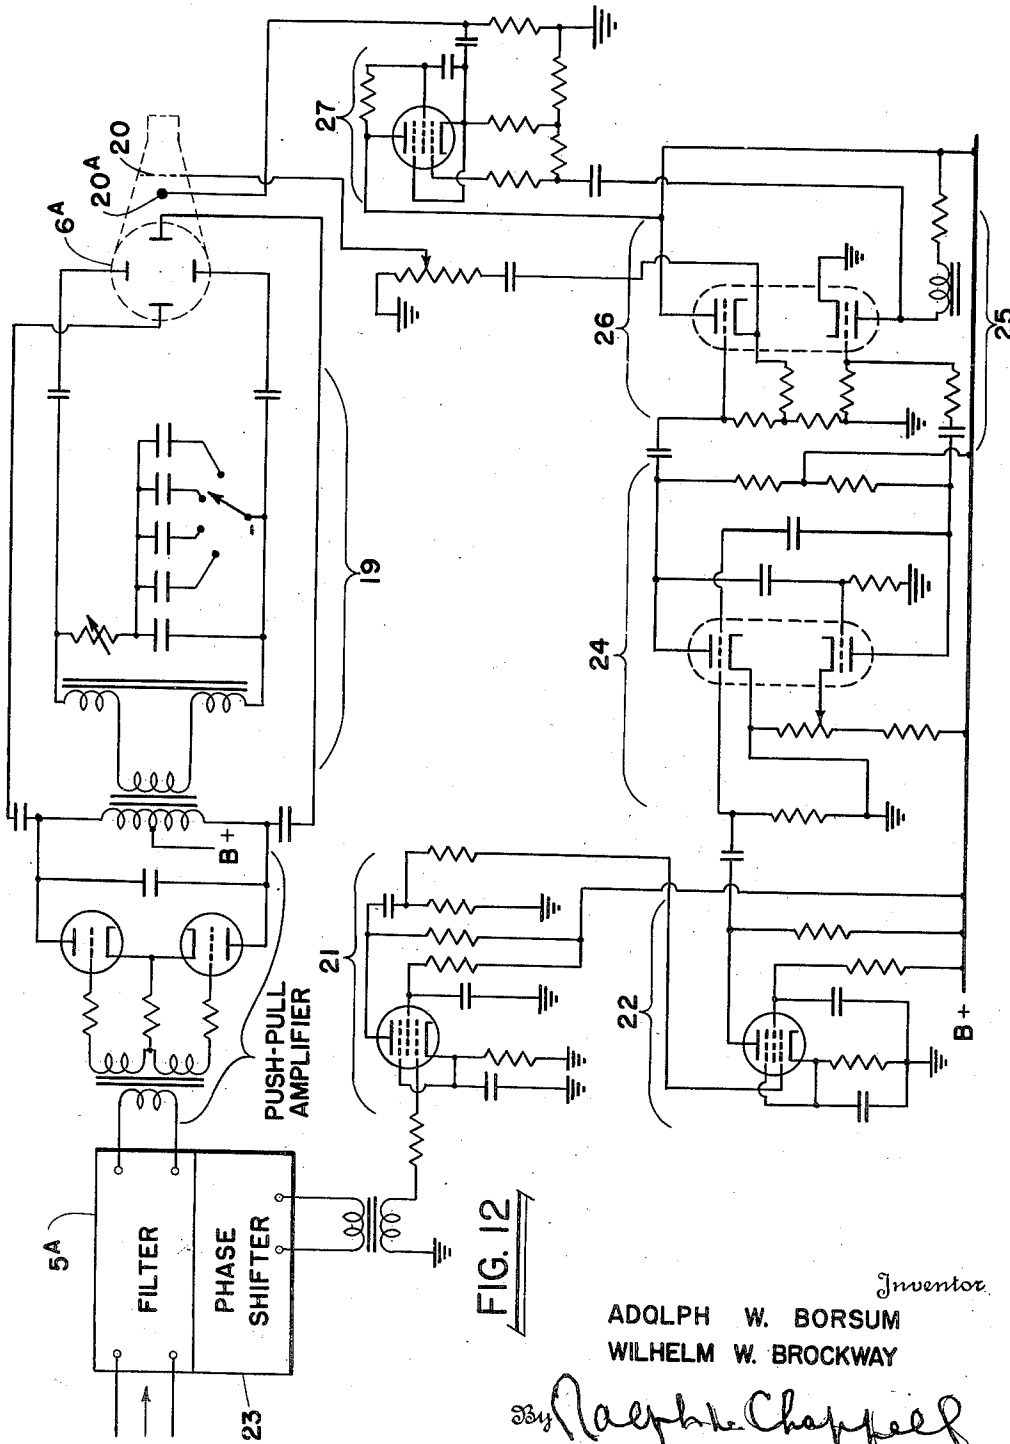 20
20A
6A
27
26
25
19
24
B+
21
22
PUSH-PULL
AMPLIFIER
B+
5A
FILTER
PHASE
SHIFTER
23
FIG. 12
Inventor
ADOLPH W. BORSUM
WILHELM W. BROCKWAY
By Ralph Chappell